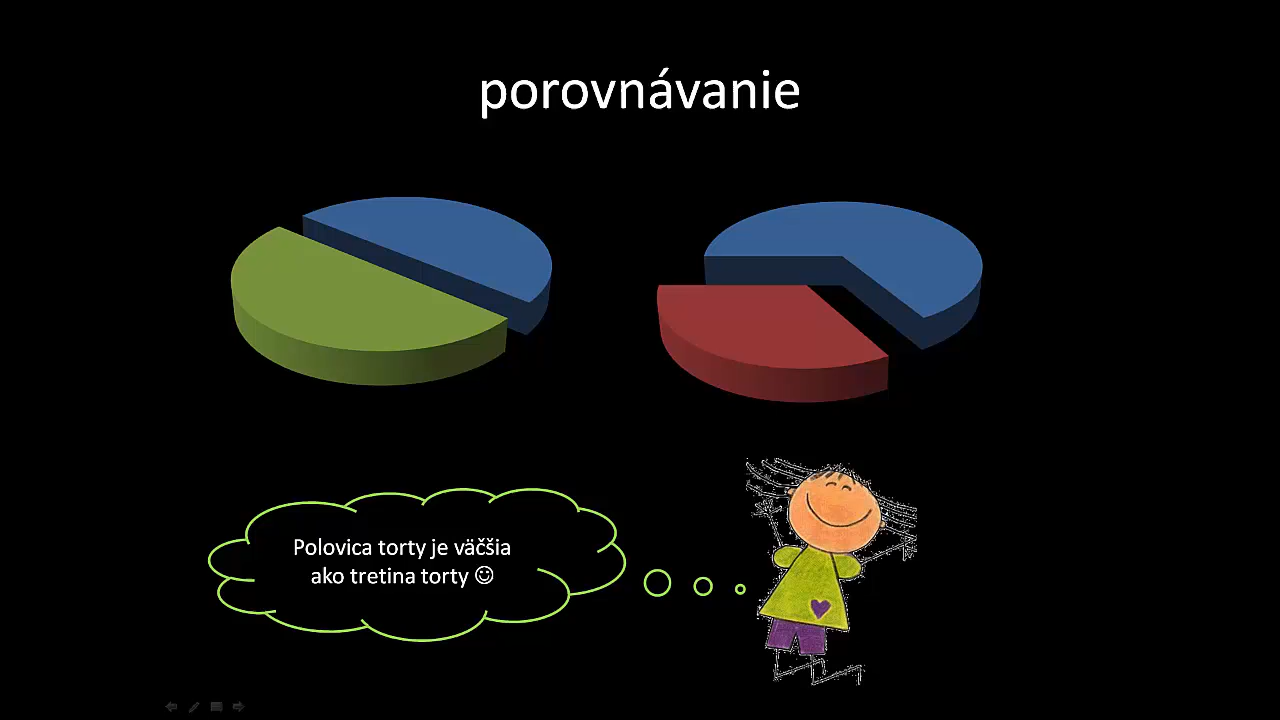 porovnávanie
Polovica torty je väčšia
ako tretina torty ☺